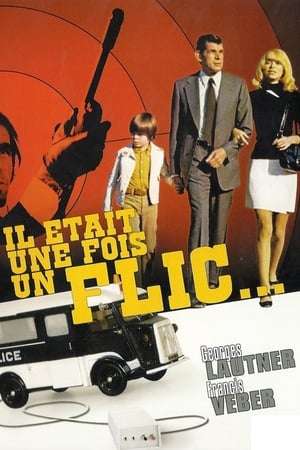 IL ETAIT
UNE FOIS
UN FLIC...
LICE
Georges
LAUTNER
Francis
VEBER